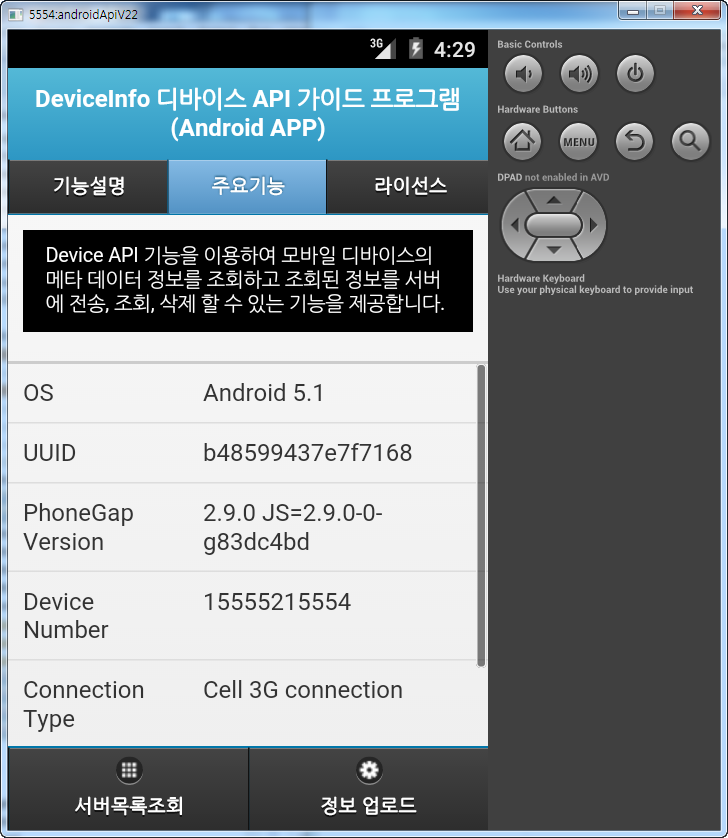 5554:androidApiV22
3G 4:29
DeviceInfo 디바이스 API 가이드 프로그램
(Android APP)
기능설명 주요기능 라이선스
Device API 기능을 이용하여 모바일 디바이스의
메타 데이터 정보를 조회하고 조회된 정보를 서버
에 전송, 조회, 삭제 할 수 있는 기능을 제공합니다.
OS Android 5.1
UUID b48599437e7f7168
PhoneGap 2.9.0 JS=2.9.0-0-
Version g83dc4bd
Device 15555215554
Number
Connection Cell 3G connection
Type
서버목록조회 정보 업로드
Basic Controls
Hardware Buttons
MENU
DPAD not enabled in AVD
Hardware Keyboard
Use your physical keyboard to provide input